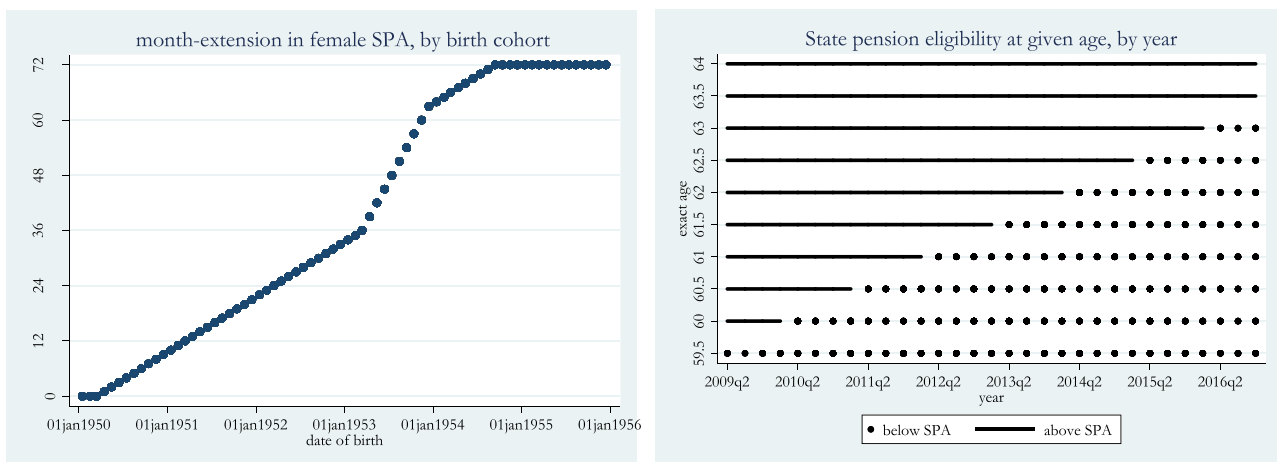 month-extension in female SPA, by birth cohort
72
60
48
36
24
12
0
01jan1950 01jan1951 01jan1952 01jan1953 01jan1954 01jan1955 01jan1956
date of birth
State pension eligibility at given age, by year
exact age
64
63.5
63
62.5
62
61.5
61
60.5
60
59.5
2009q2 2010q2 2011q2 2012q2 2013q2 2014q2 2015q2 2016q2
year
below SPA above SPA